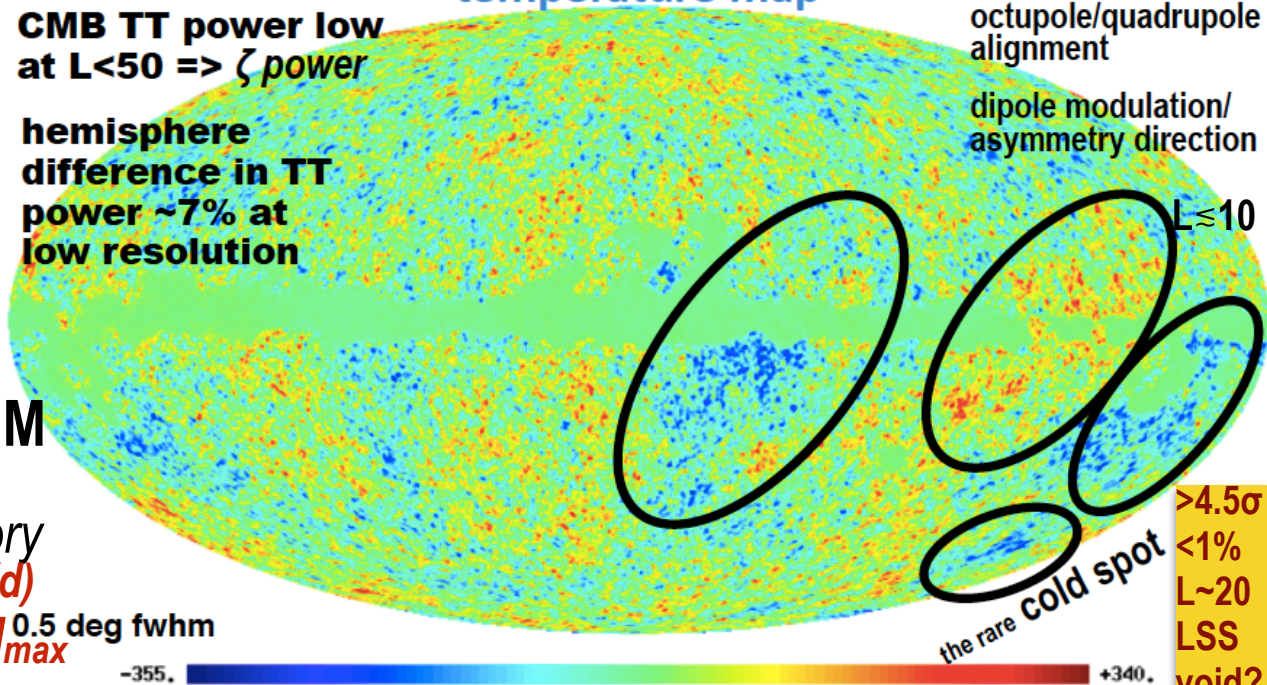 temperature map
CMB TT power low
at L<50 => ζ power
hemisphere
difference in TT
power ~7% at
low resolution
octupole/quadrupole
alignment
dipole modulation/
asymmetry direction
L≲10
M
ory
d)
max
0.5 deg fwhm
the rare cold spot
>4.5σ
<1%
L~20
LSS
void?
-355.
+340.